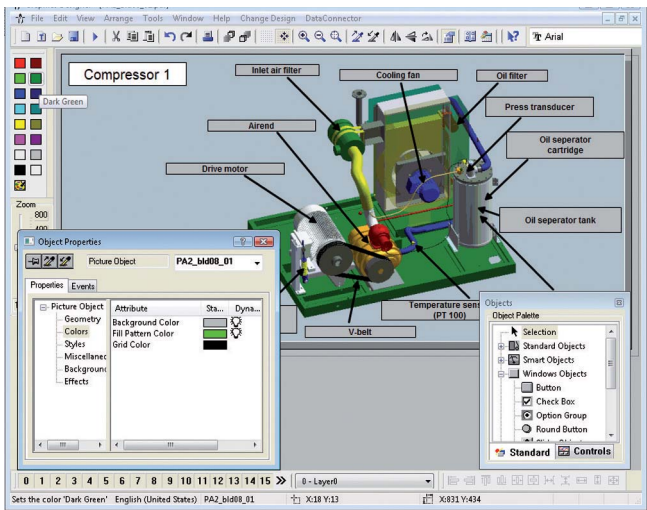 File Edit View Arrange Tools Window Help Change Design DataConnector
Arial
Dark Green
Compressor 1
Inlet air filter
Cooling fan
Oil filter
Press transducer
Airend
Oil seperator
cartridge
Drive motor
Oil seperator tank
Temperature sens
(PT 100)
V-belt
Zoom
800
400
Object Properties
Picture Object PA2_bld08_01
Properties Events
Picture Object
Geometry
Colors
Styles
Miscellanec
Background
Effects
Attribute Sta... Dyna...
Background Color
Fill Pattern Color
Grid Color
Objects
Object Palette
Selection
Standard Objects
Smart Objects
Windows Objects
Button
Check Box
Option Group
Round Button
Standard Controls
0 1 2 3 4 5 6 7 8 9 10 11 12 13 14 15 0 - Layer0
Sets the color 'Dark Green' English (United States) PA2_bld08_01 X:18 Y:13 X:831 Y:434